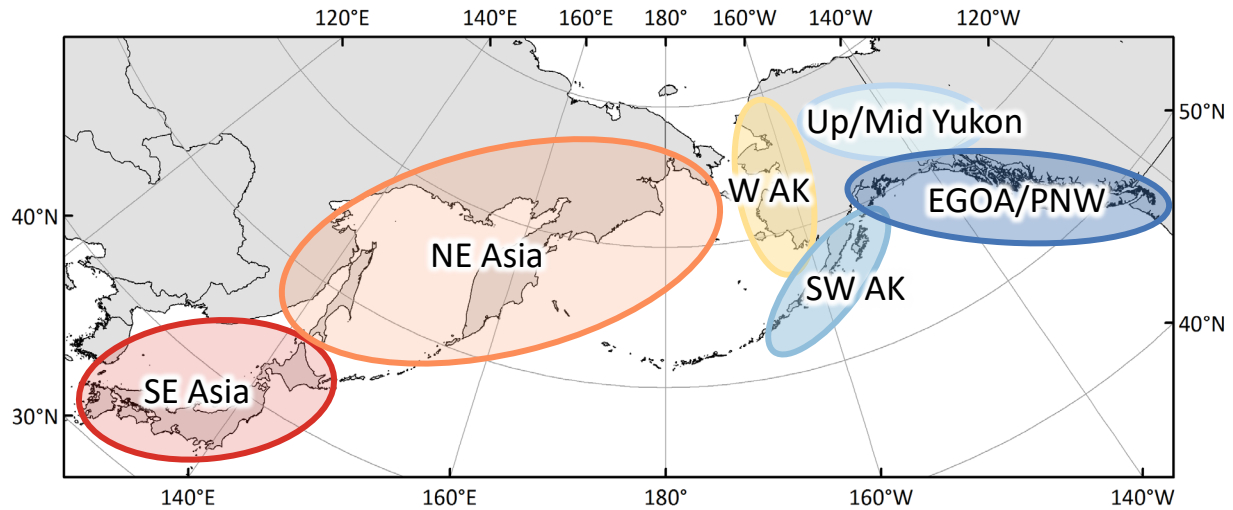 120°E 140°E 160°E 180° 160°W 140°W 120°W
50°N
Up/Mid Yukon
W AK
EGOA/PNW
40°N
NE Asia
SW AK
40°N
SE Asia
30°N
140°E 160°E 180° 160°W 140°W